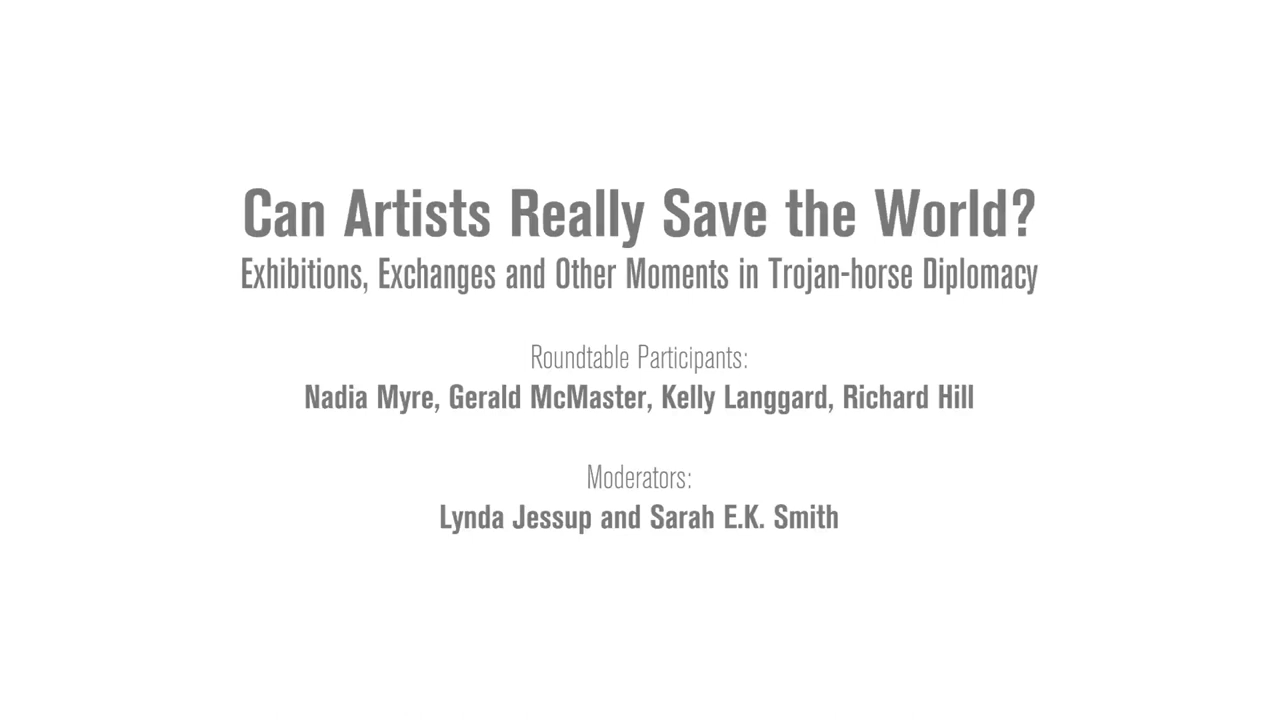 Can Artists Really Save the World?
Exhibitions, Exchanges and Other Moments in Trojan-horse Diplomacy
Roundtable Participants:
Nadia Myre, Gerald McMaster, Kelly Langgard, Richard Hill
Moderators:
Lynda Jessup and Sarah E.K. Smith